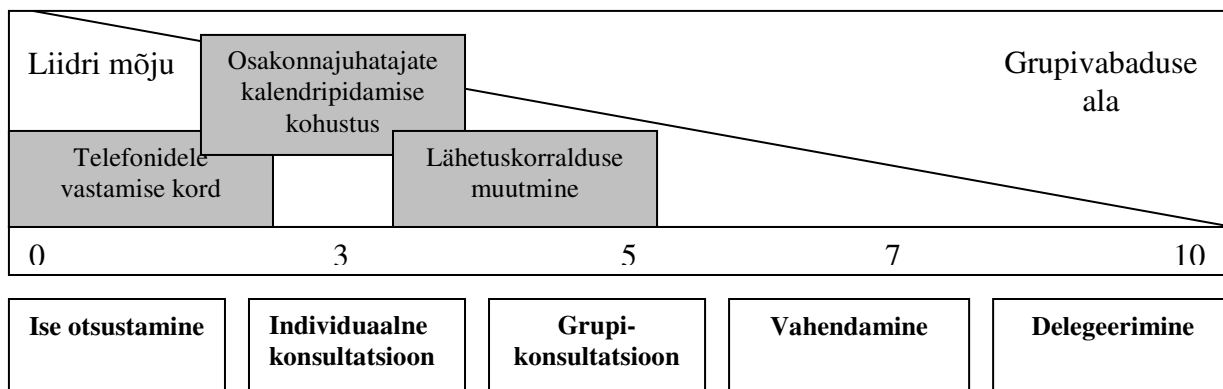 Liidri mõju
Osakonnajuhatajate
kalendripidamise
kohustus
Grupivabaduse
ala
Telefonidele
vastamise kord
Lähetuskorralduse
muutmine
0 3 5 7 10
Ise otsustamine
Individuaalne
konsultatsioon
Grupi-
konsultatsioon
Vahendamine
Delegeerimine